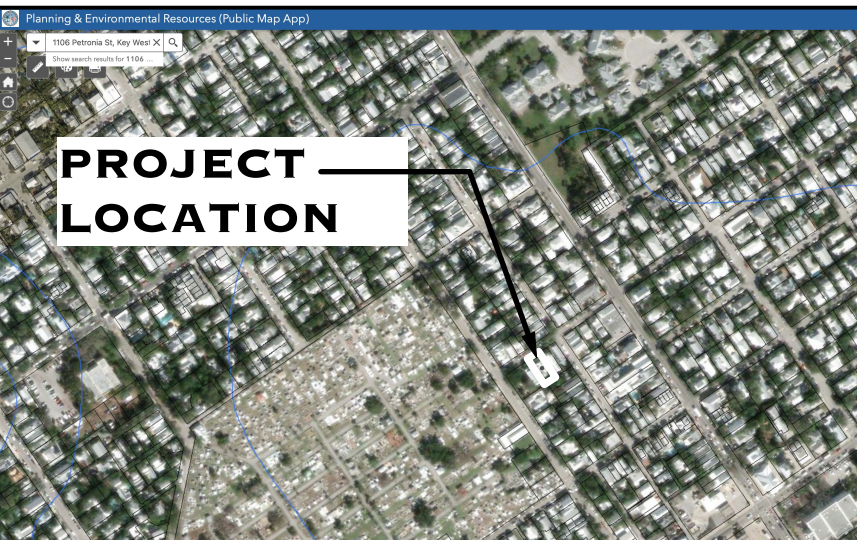 Planning & Environmental Resources (Public Map App)
1106 Petronia St, Key West
Show search results for 1106 ...
PROJECT
LOCATION